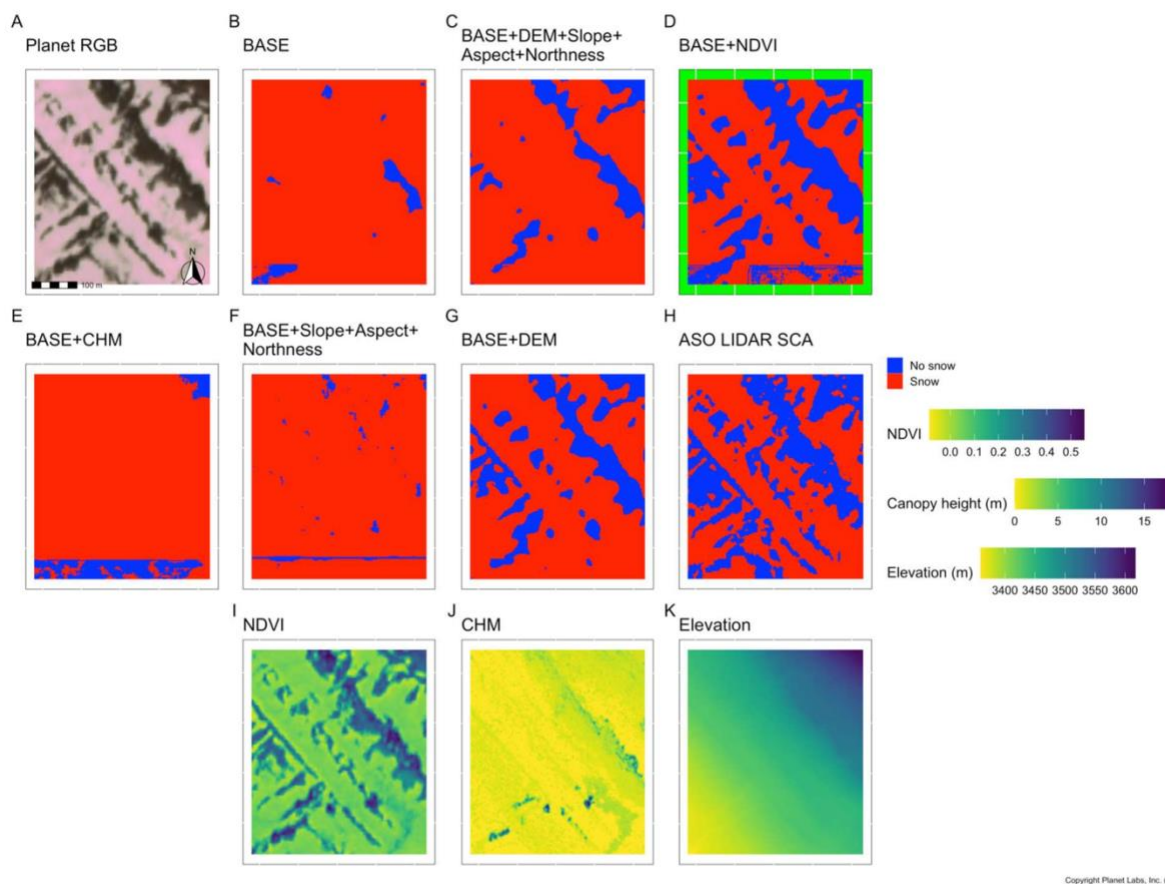 A
Planet RGB
N
100 m
B
BASE
C
BASE+DEM+Slope+
Aspect+Northness
D
BASE+NDVI
E
BASE+CHM
F
BASE+Slope+Aspect+
Northness
G
BASE+DEM
H
ASO LIDAR SCA
No snow
Snow
NDVI
0.0 0.1 0.2 0.3 0.4 0.5
Canopy height (m)
0 5 10 15
Elevation (m)
3400 3450 3500 3550 3600
I
NDVI
J
CHM
K
Elevation
Copyright Planet Labs, Inc. (